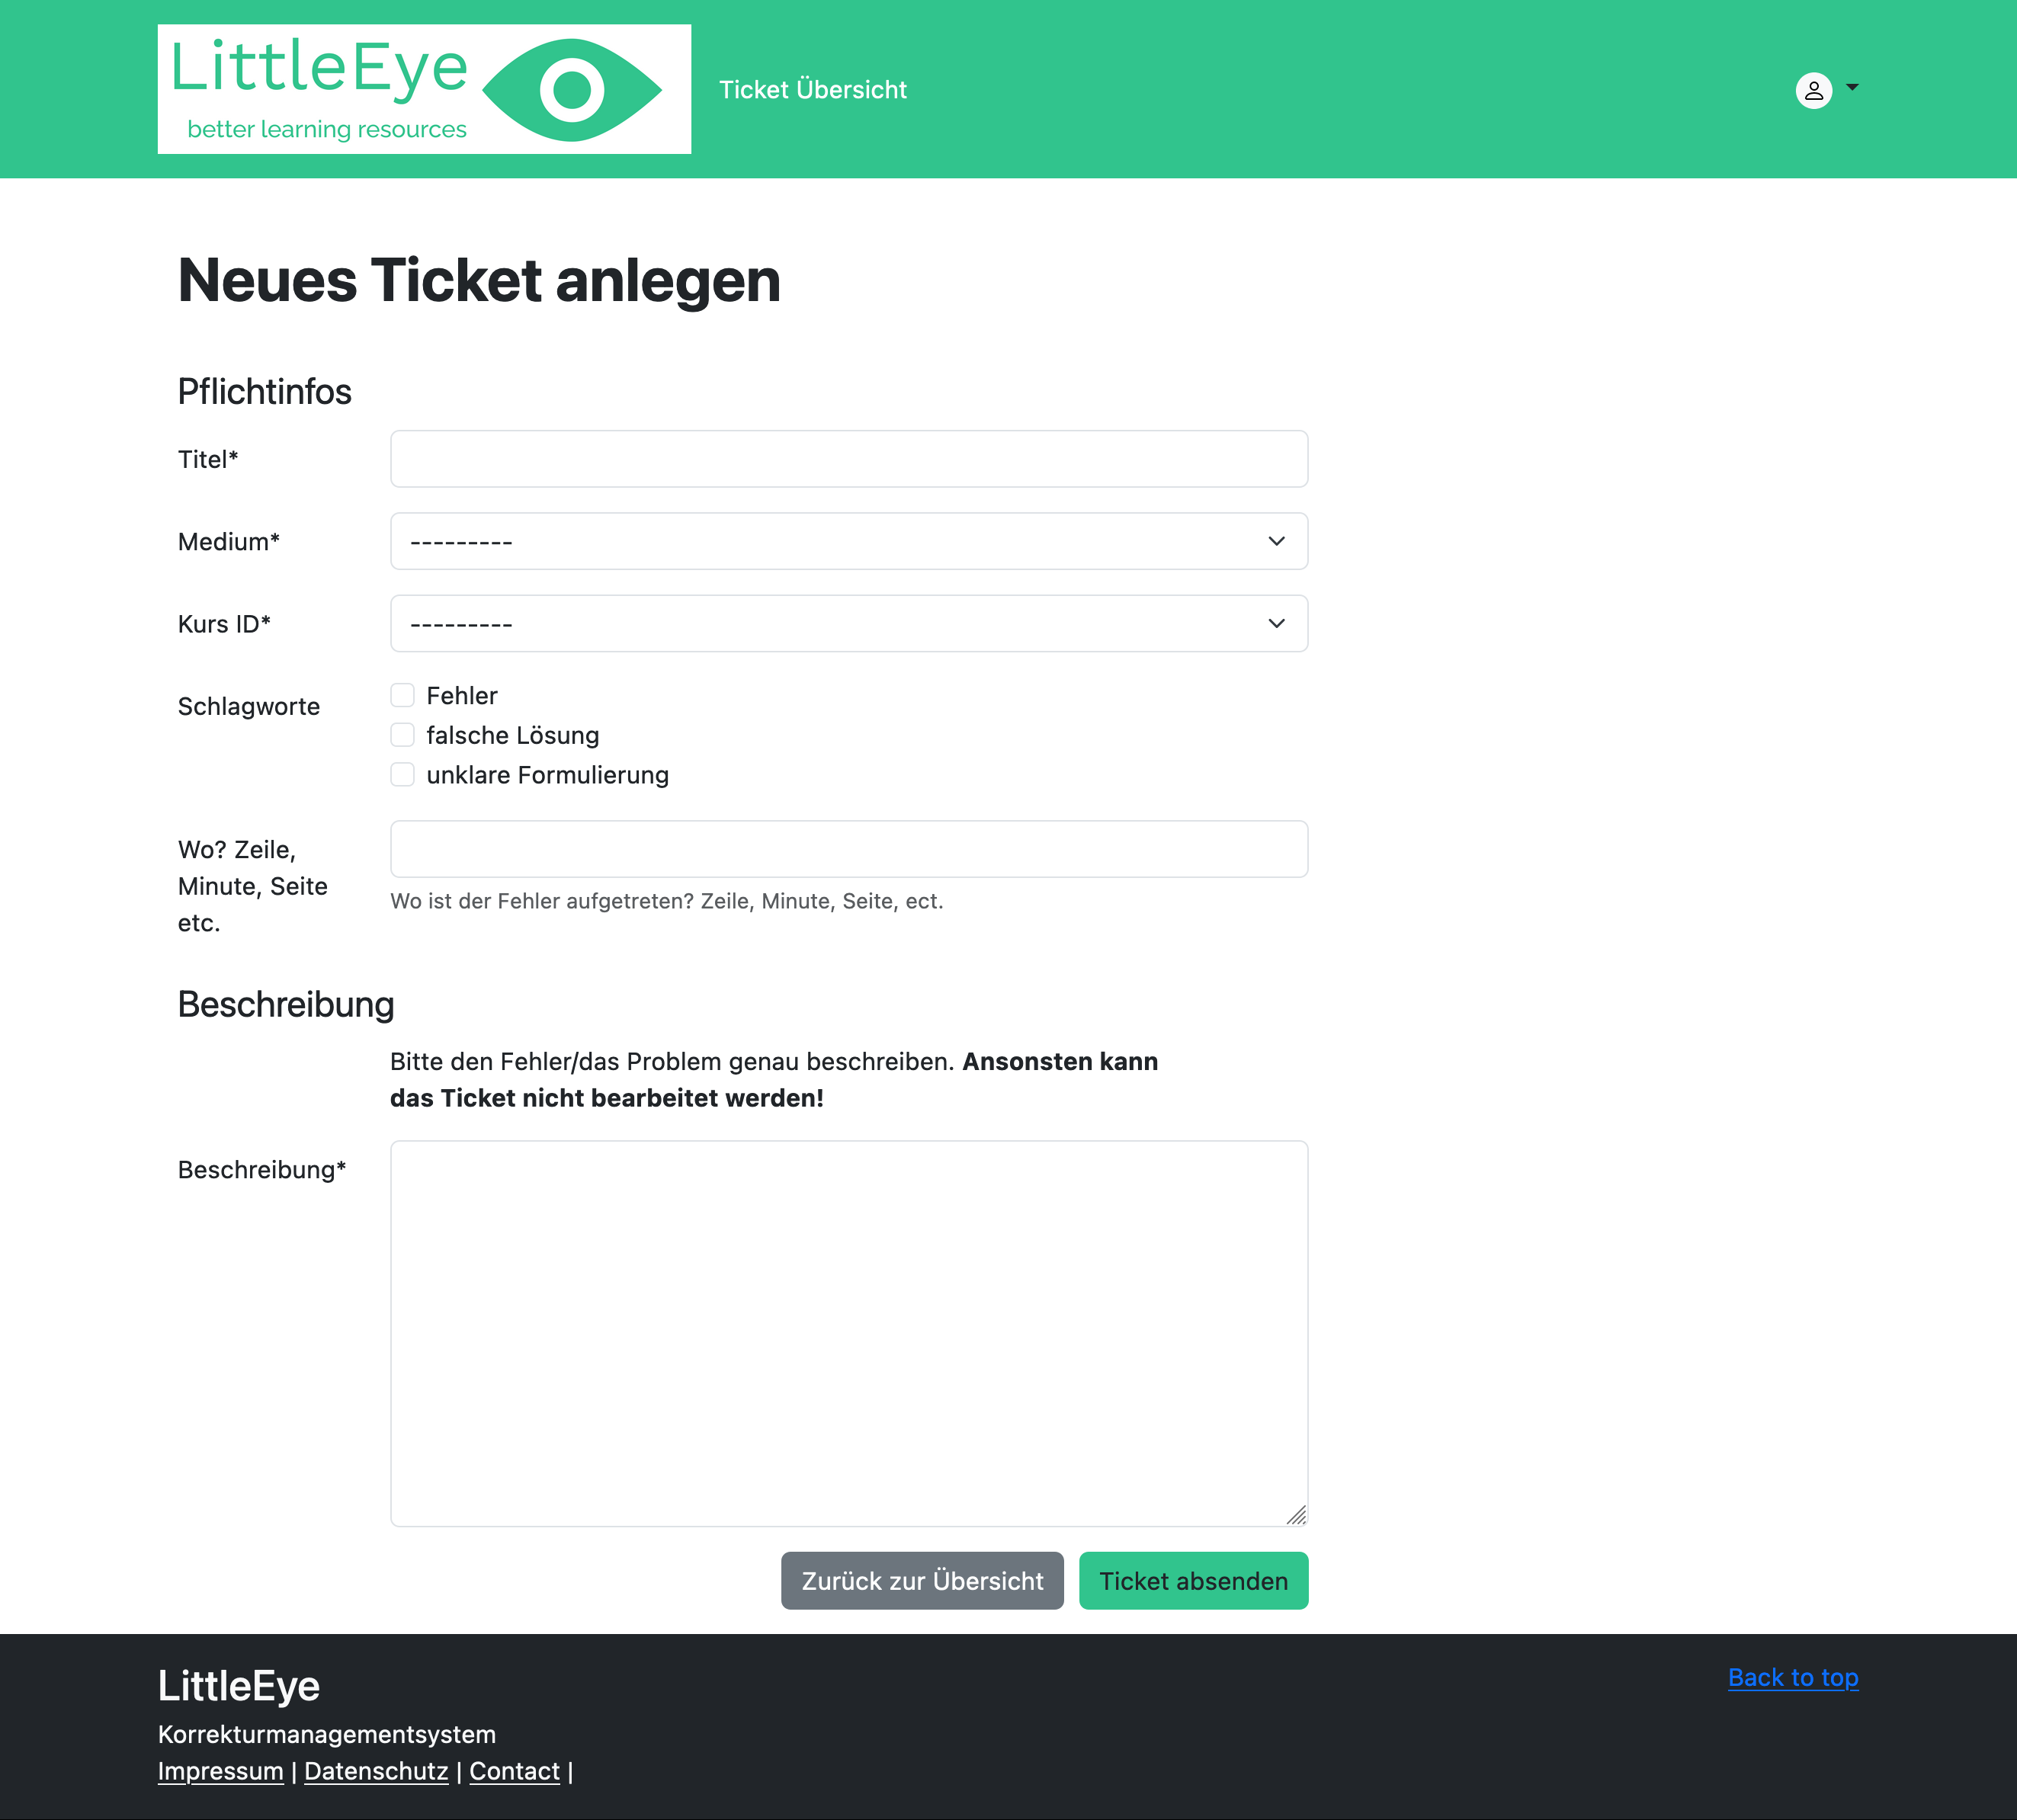 LittleEye
better learning resources
Ticket Übersicht
Neues Ticket anlegen
Pflichtinfos
Titel*
Medium*
---------
Kurs ID*
---------
Schlagworte
Fehler
falsche Lösung
unklare Formulierung
Wo? Zeile,
Minute, Seite
etc.
Wo ist der Fehler aufgetreten? Zeile, Minute, Seite, ect.
Beschreibung
Bitte den Fehler/das Problem genau beschreiben. Ansonsten kann
das Ticket nicht bearbeitet werden!
Beschreibung*
Zurück zur Übersicht
Ticket absenden
LittleEye
Back to top
Korrekturmanagementsystem
Impressum | Datenschutz | Contact |